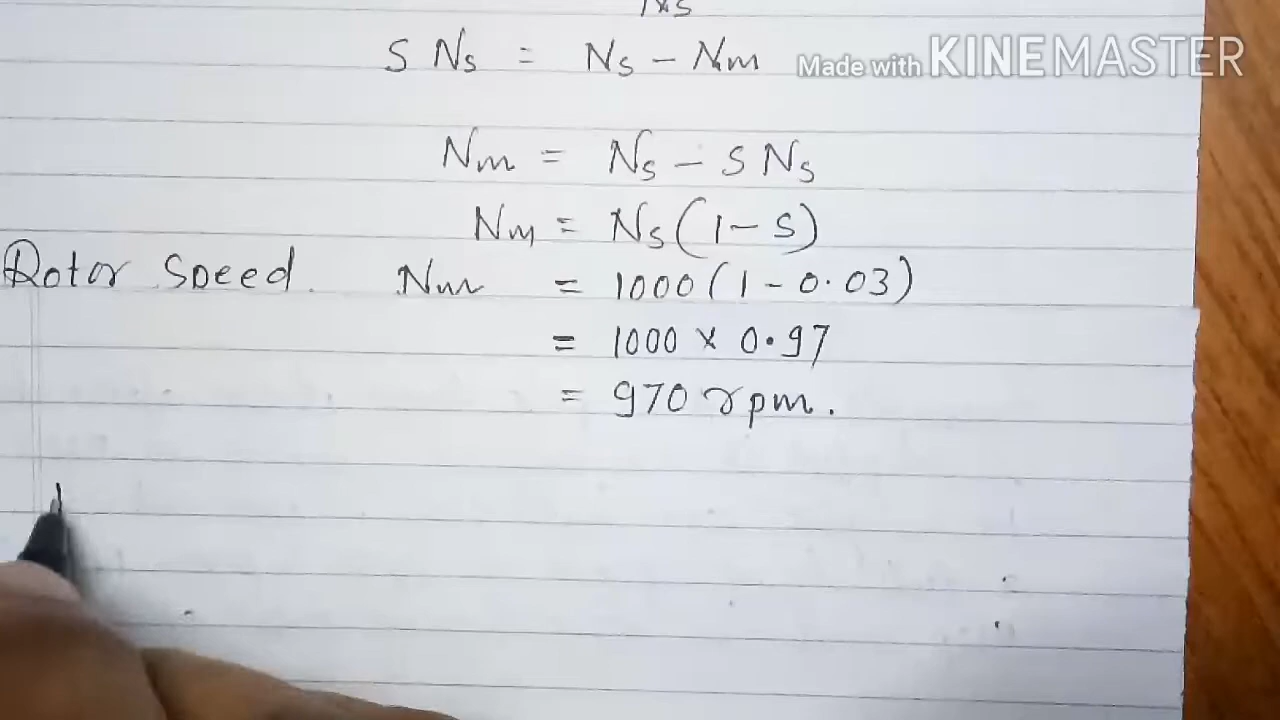 S Ns = Ns - Nm
Made with KINEMASTER
Nm = Ns - S Ns
Nm = Ns (1 - S)
Rotor Speed. Nm = 1000 (1 - 0.03)
= 1000 × 0.97
= 970 rpm.